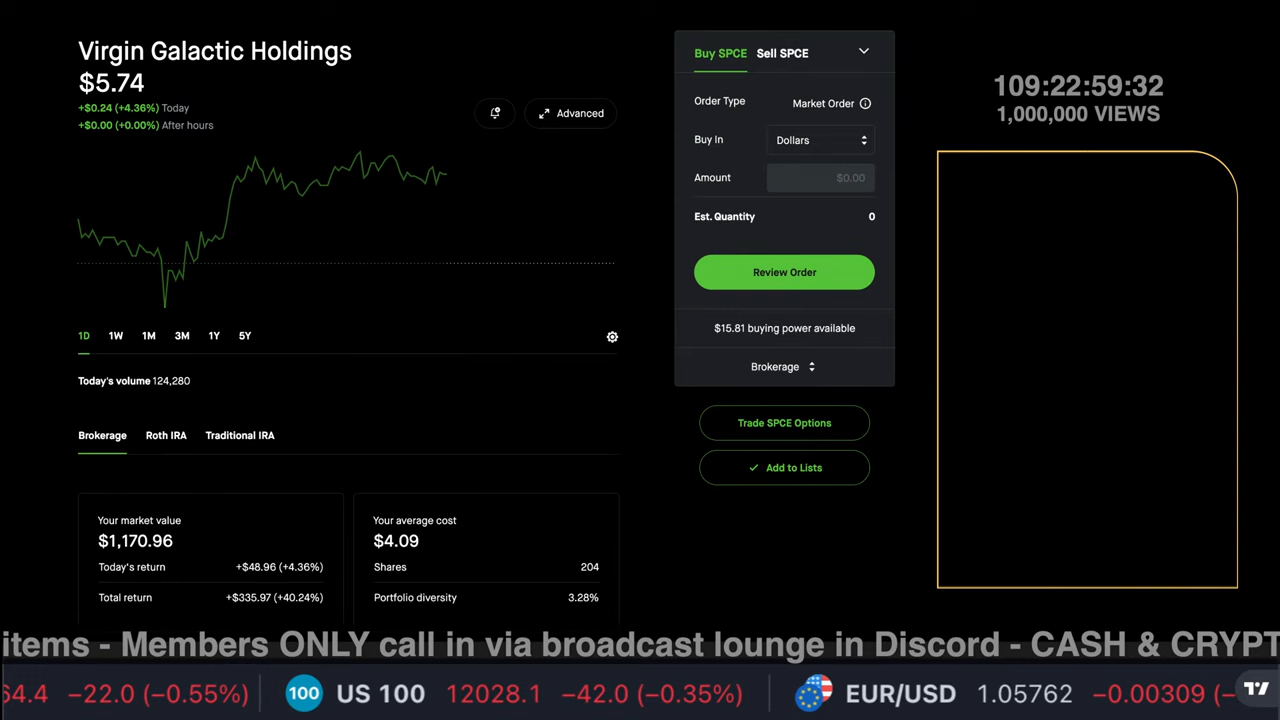 Virgin Galactic Holdings
$5.74
+$0.24 (+4.36%) Today
+$0.00 (+0.00%) After hours
Advanced
1D 1W 1M 3M 1Y 5Y
Today's volume 124,280
Brokerage Roth IRA Traditional IRA
Your market value
$1,170.96
Today's return +$48.96 (+4.36%)
Total return +$335.97 (+40.24%)
Your average cost
$4.09
Shares 204
Portfolio diversity 3.28%
Buy SPCE Sell SPCE
Order Type Market Order
Buy In Dollars
Amount $0.00
Est. Quantity 0
Review Order
$15.81 buying power available
Brokerage
Trade SPCE Options
Add to Lists
109:22:59:32
1,000,000 VIEWS
items - Members ONLY call in via broadcast lounge in Discord - CASH & CRYPT
64.4 −22.0 (−0.55%) 100 US 100 12028.1 −42.0 (−0.35%) EUR/USD 1.05762 −0.00309 (−